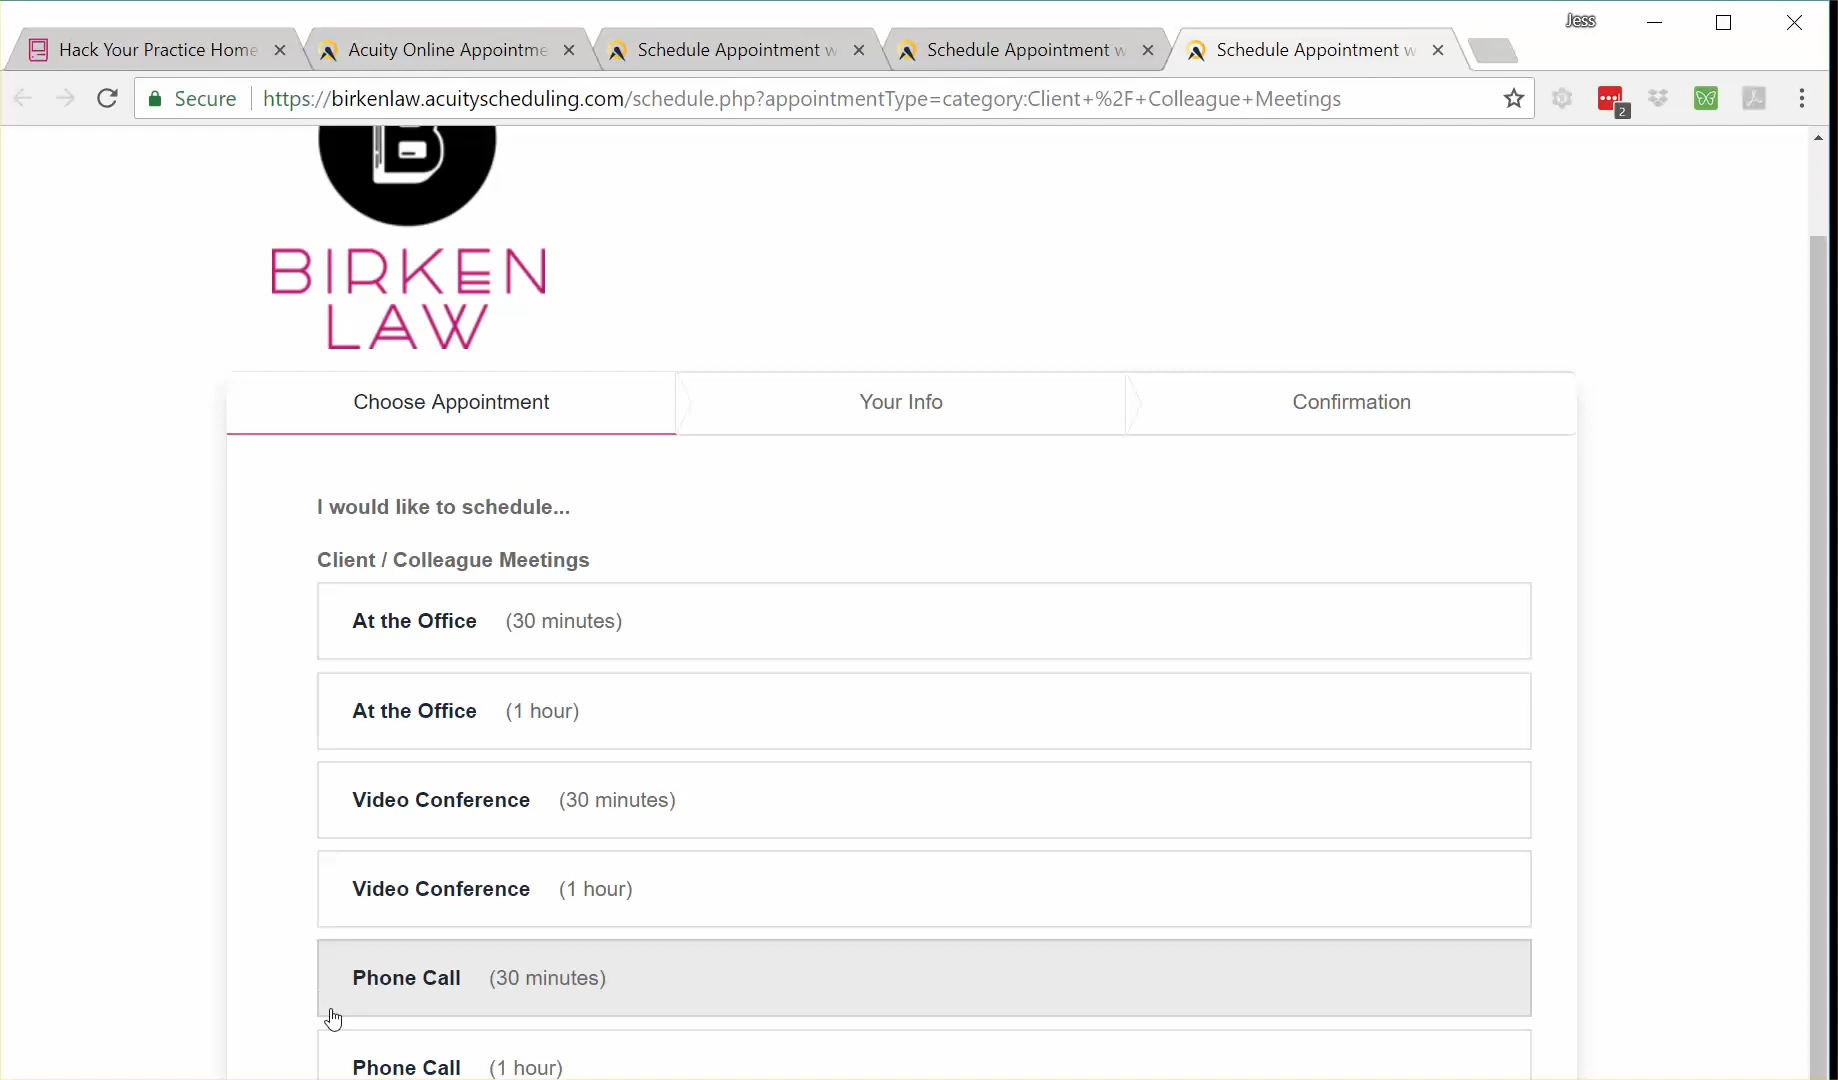 Jess
Hack Your Practice Home
Acuity Online Appointme
Schedule Appointment w
Schedule Appointment w
Schedule Appointment w
Secure
https://birkenlaw.acuityscheduling.com/schedule.php?appointmentType=category:Client+%2F+Colleague+Meetings
2
B
BIRKEN
LAW
Choose Appointment
Your Info
Confirmation
I would like to schedule...
Client / Colleague Meetings
At the Office (30 minutes)
At the Office (1 hour)
Video Conference (30 minutes)
Video Conference (1 hour)
Phone Call (30 minutes)
Phone Call (1 hour)